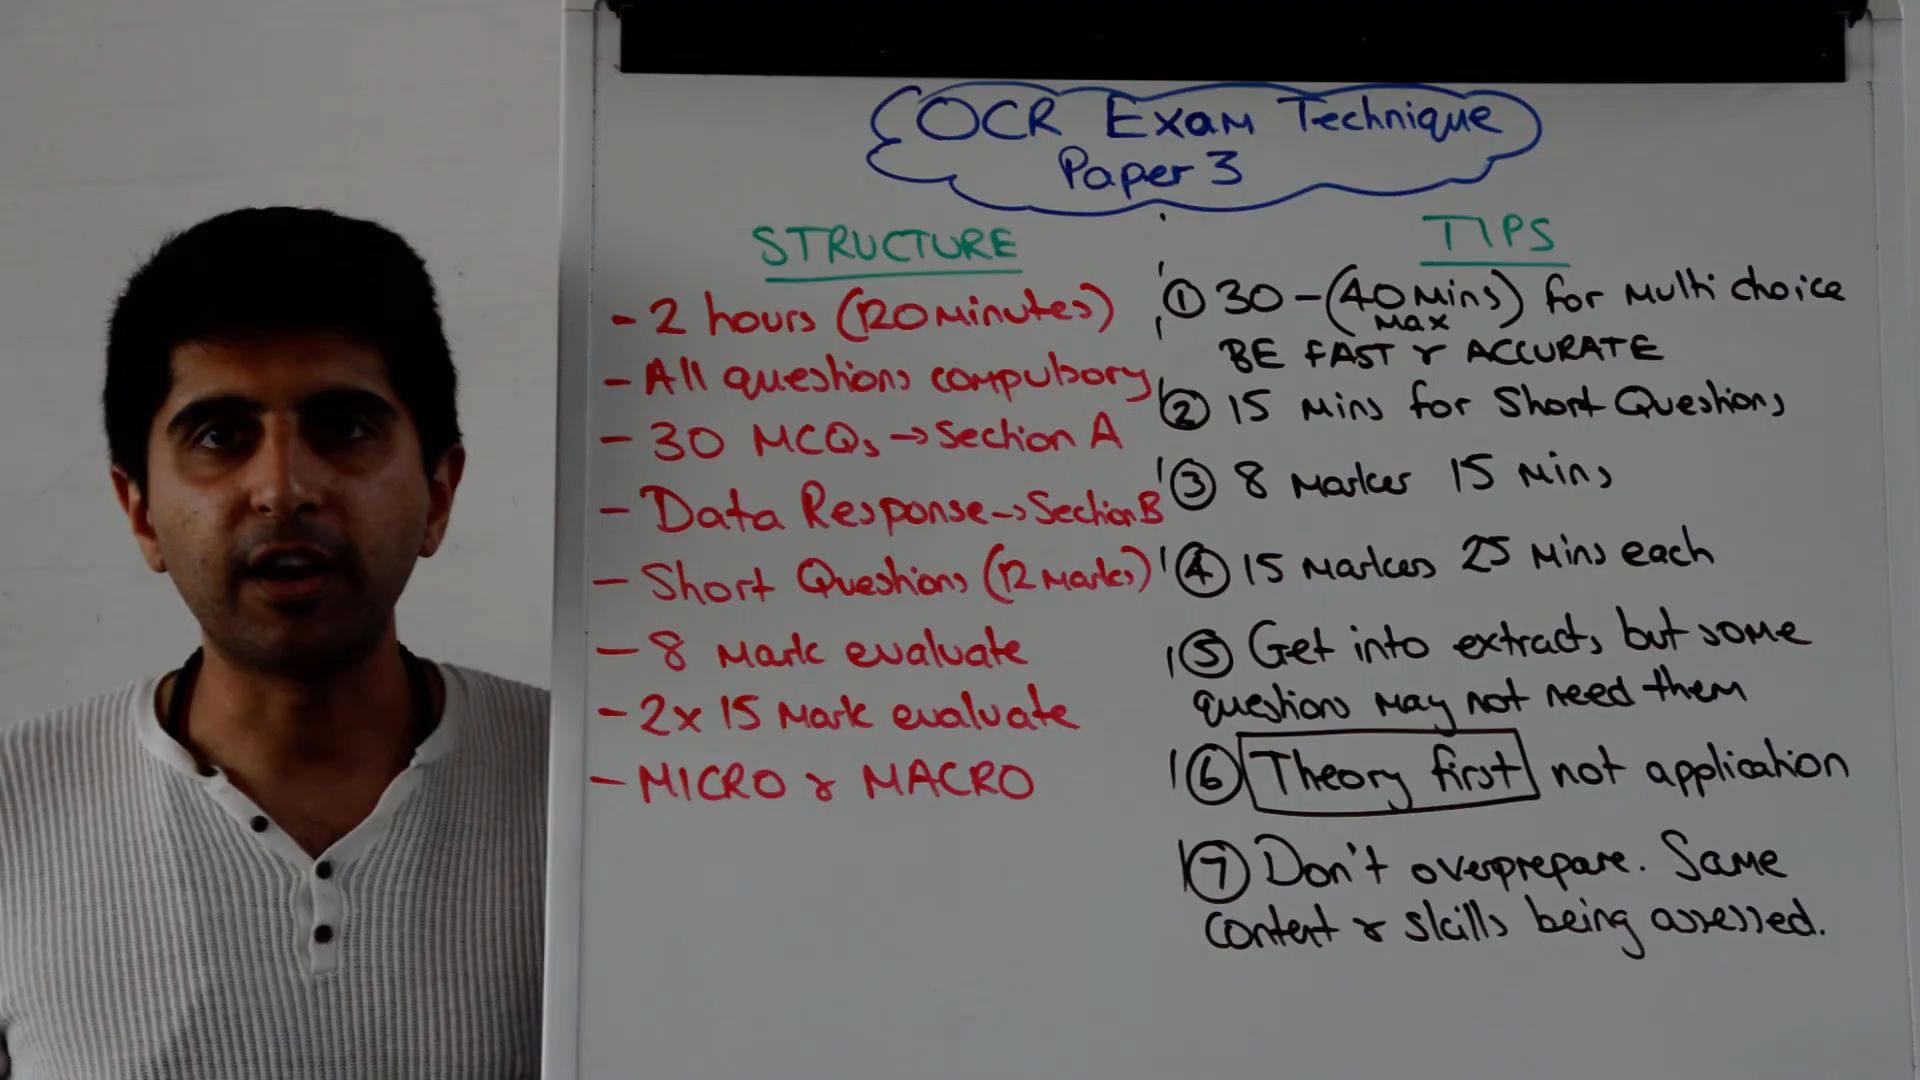 OCR Exam Technique
Paper 3
STRUCTURE
- 2 hours (120 minutes)
- All questions compulsory
- 30 MCQs → Section A
- Data Response → Section B
- Short Questions (12 marks)
- 8 mark evaluate
- 2x 15 mark evaluate
- MICRO & MACRO
TIPS
① 30 - (40 mins) for multi choice
max
BE FAST & ACCURATE
② 15 mins for Short Questions
③ 8 marker 15 mins
④ 15 markers 25 mins each
⑤ Get into extracts, but some
questions may not need them
⑥ Theory first not application
⑦ Don't overprepare. Same
content & skills being assessed.